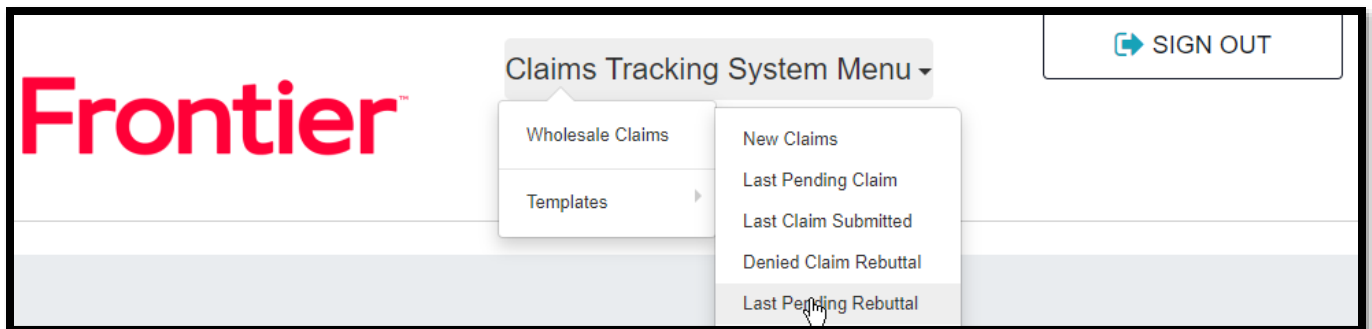 Frontier™
Claims Tracking System Menu
SIGN OUT
Wholesale Claims
Templates
New Claims
Last Pending Claim
Last Claim Submitted
Denied Claim Rebuttal
Last Pending Rebuttal